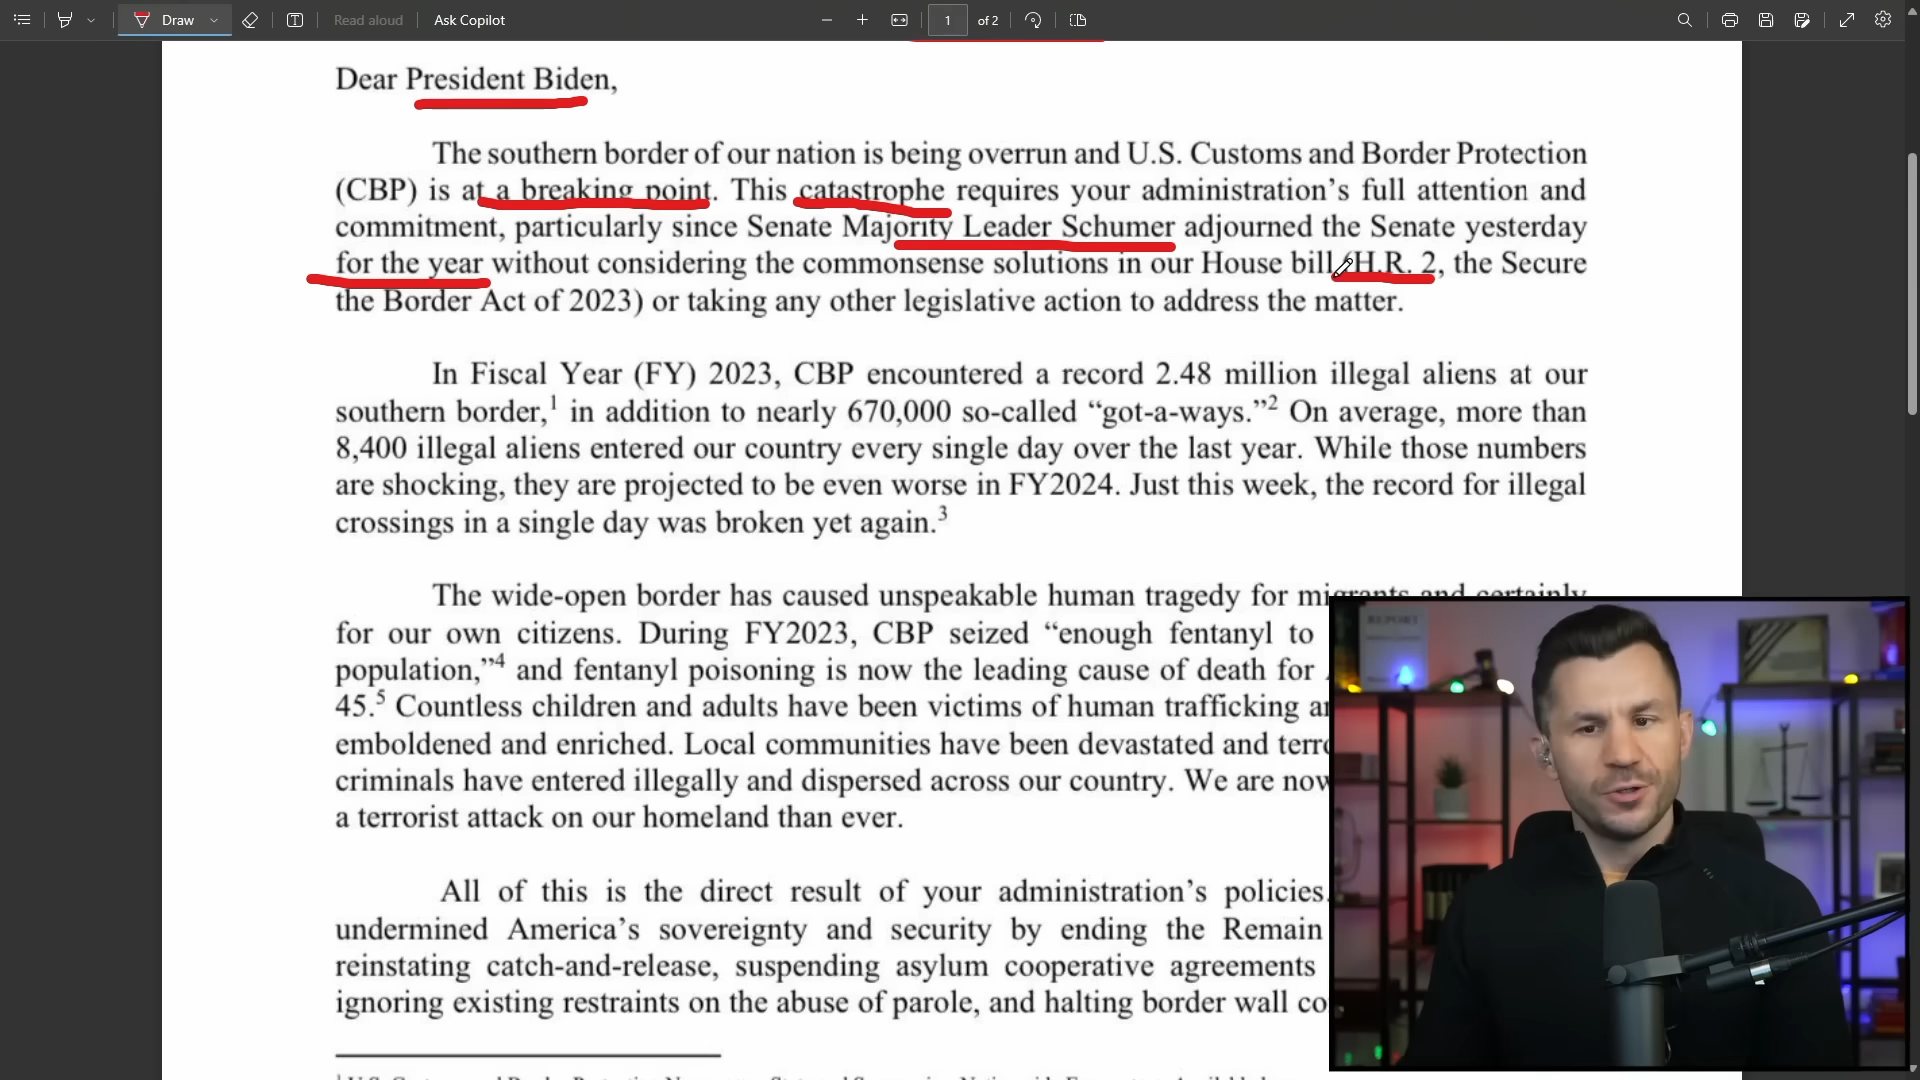 Draw
Read aloud
Ask Copilot
1
of 2
Dear President Biden,
The southern border of our nation is being overrun and U.S. Customs and Border Protection
(CBP) is at a breaking point. This catastrophe requires your administration's full attention and
commitment, particularly since Senate Majority Leader Schumer adjourned the Senate yesterday
for the year without considering the commonsense solutions in our House bill (H.R. 2, the Secure
the Border Act of 2023) or taking any other legislative action to address the matter.
In Fiscal Year (FY) 2023, CBP encountered a record 2.48 million illegal aliens at our
southern border,1 in addition to nearly 670,000 so-called “got-a-ways.”2 On average, more than
8,400 illegal aliens entered our country every single day over the last year. While those numbers
are shocking, they are projected to be even worse in FY2024. Just this week, the record for illegal
crossings in a single day was broken yet again.3
The wide-open border has caused unspeakable human tragedy for migrants and certainly
for our own citizens. During FY2023, CBP seized “enough fentanyl to
population,”4 and fentanyl poisoning is now the leading cause of death for
45.5 Countless children and adults have been victims of human trafficking
emboldened and enriched. Local communities have been devastated and
criminals have entered illegally and dispersed across our country. We are now
a terrorist attack on our homeland than ever.
All of this is the direct result of your administration's policies.
undermined America's sovereignty and security by ending the Remain
reinstating catch-and-release, suspending asylum cooperative agreements
ignoring existing restraints on the abuse of parole, and halting border wall
REPORT